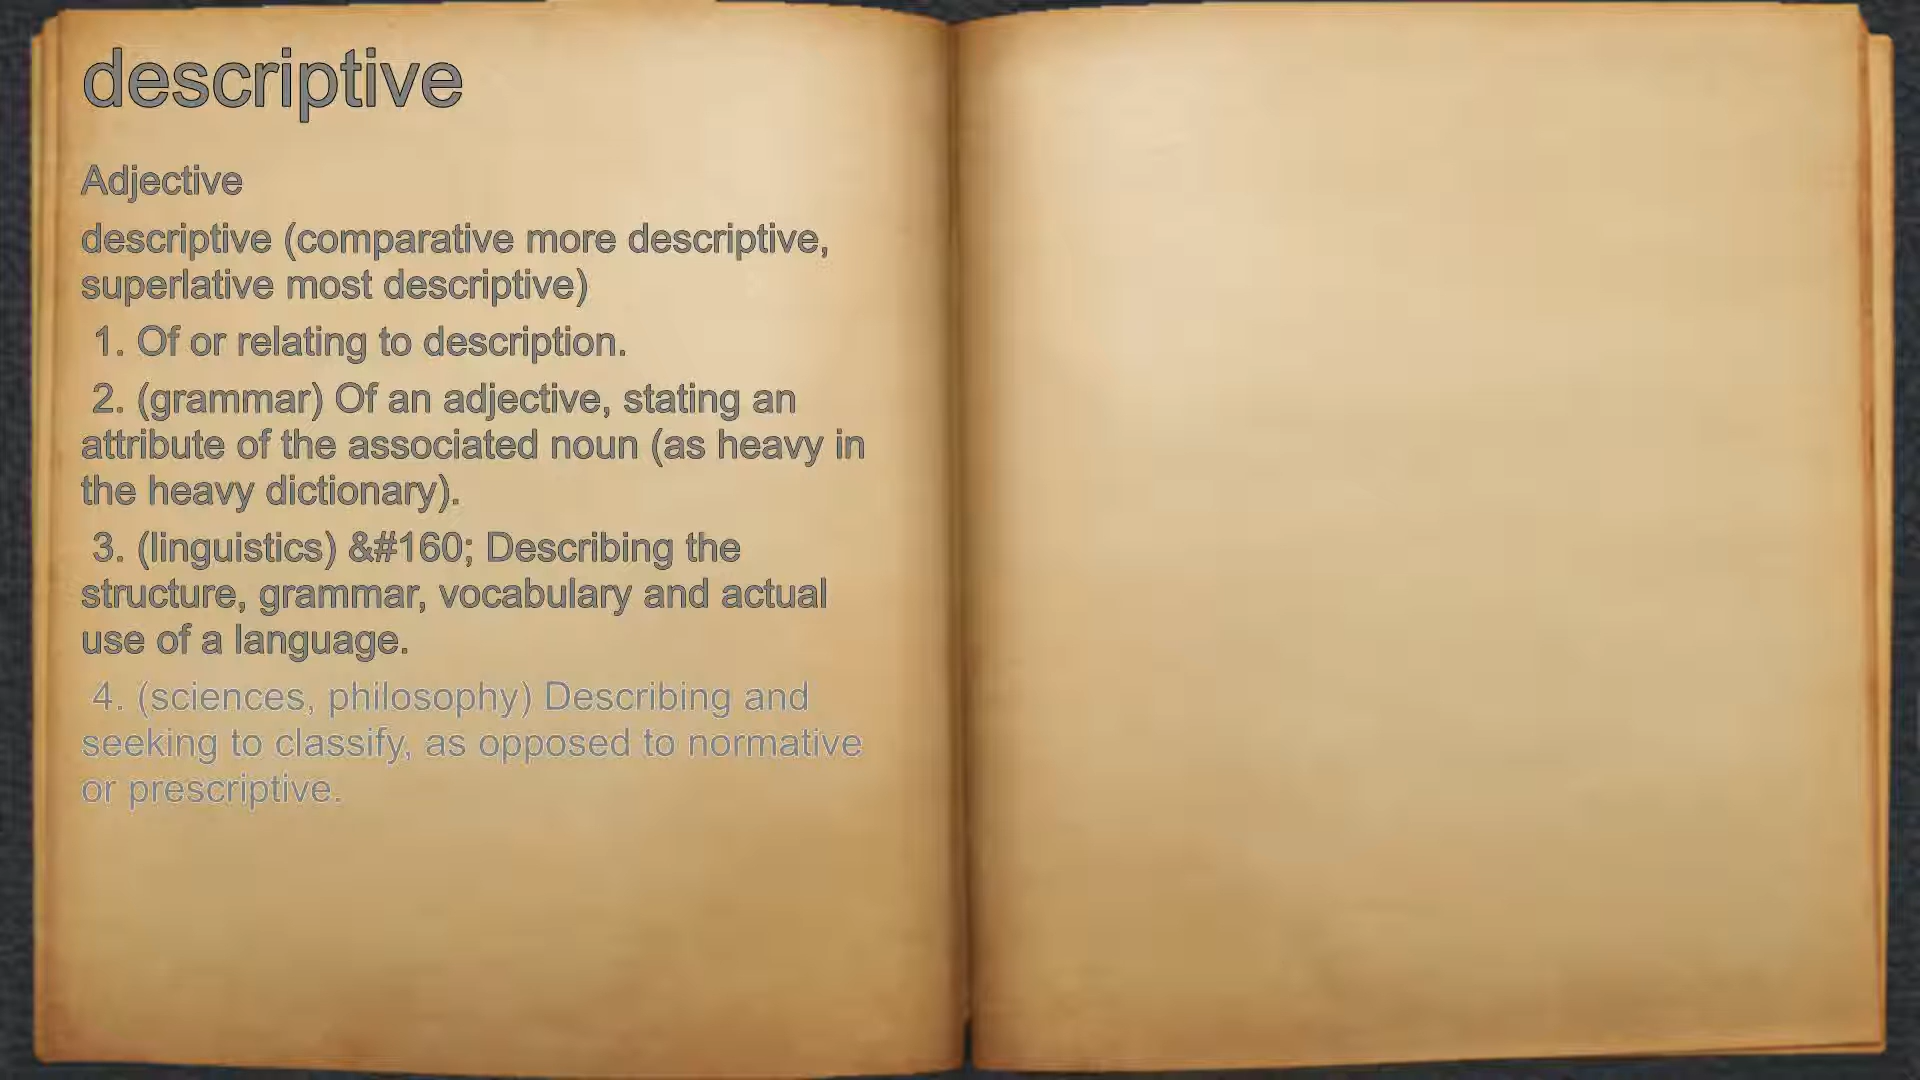 descriptive
Adjective
descriptive (comparative more descriptive,
superlative most descriptive)
1. Of or relating to description.
2. (grammar) Of an adjective, stating an
attribute of the associated noun (as heavy in
the heavy dictionary).
3. (linguistics) &#160; Describing the
structure, grammar, vocabulary and actual
use of a language.
4. (sciences, philosophy) Describing and
seeking to classify, as opposed to normative
or prescriptive.